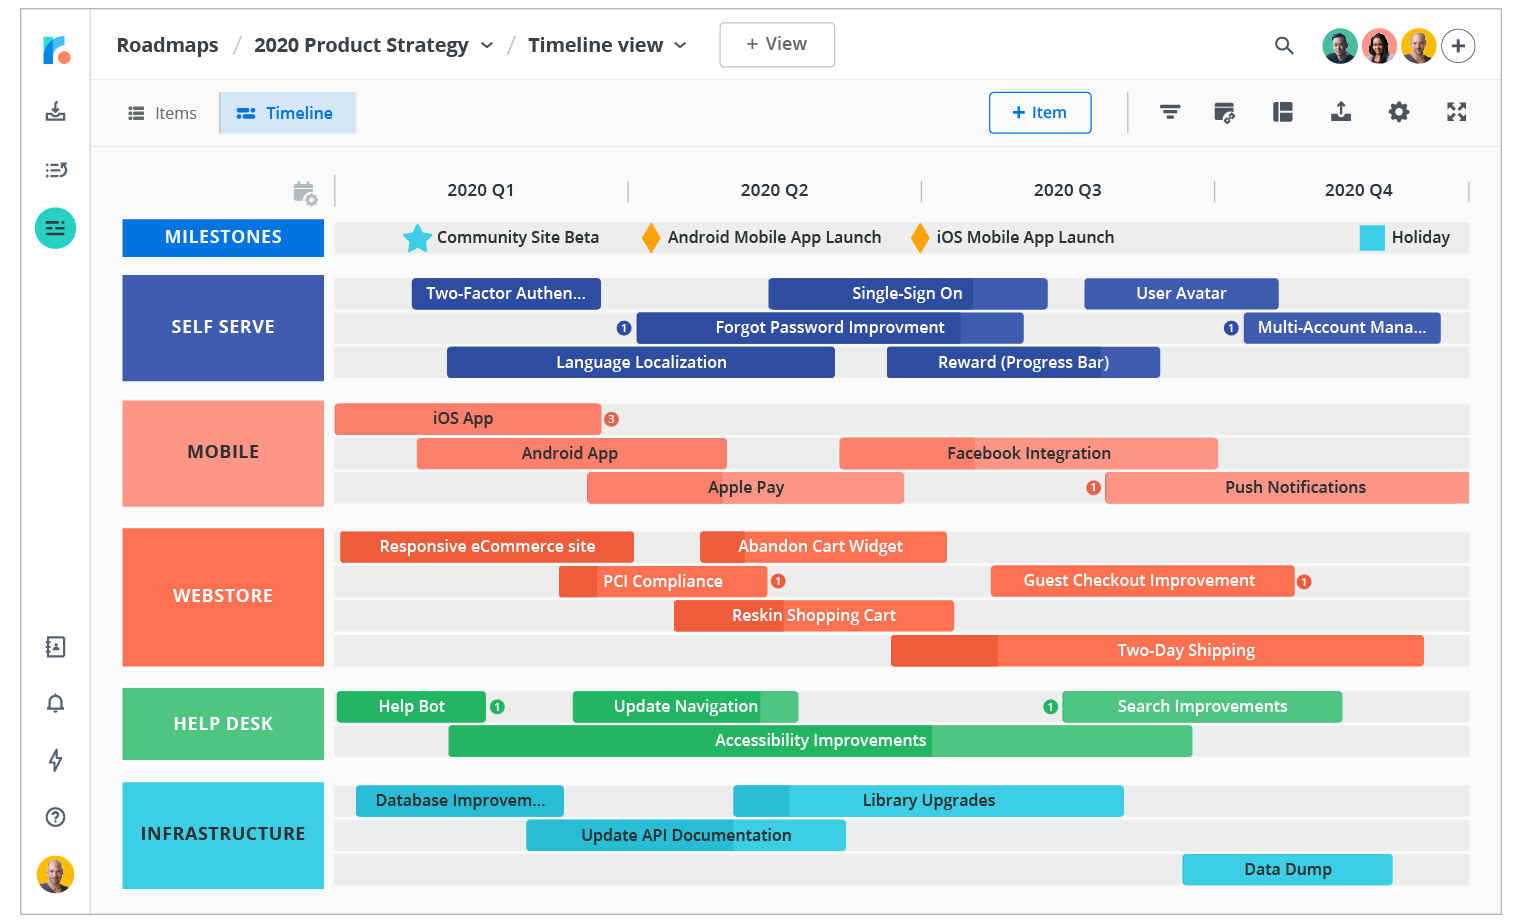 Roadmaps / 2020 Product Strategy / Timeline view + View
Items Timeline + Item
2020 Q1 2020 Q2 2020 Q3 2020 Q4
MILESTONES Community Site Beta Android Mobile App Launch iOS Mobile App Launch Holiday
SELF SERVE
Two-Factor Authen... Single-Sign On User Avatar
1 Forgot Password Improvment 1 Multi-Account Mana...
Language Localization Reward (Progress Bar)
MOBILE
iOS App 3
Android App Facebook Integration
Apple Pay 1 Push Notifications
WEBSTORE
Responsive eCommerce site Abandon Cart Widget
PCI Compliance 1 Guest Checkout Improvement 1
Reskin Shopping Cart
Two-Day Shipping
HELP DESK
Help Bot 1 Update Navigation 1 Search Improvements
Accessibility Improvements
INFRASTRUCTURE
Database Improvem... Library Upgrades
Update API Documentation
Data Dump